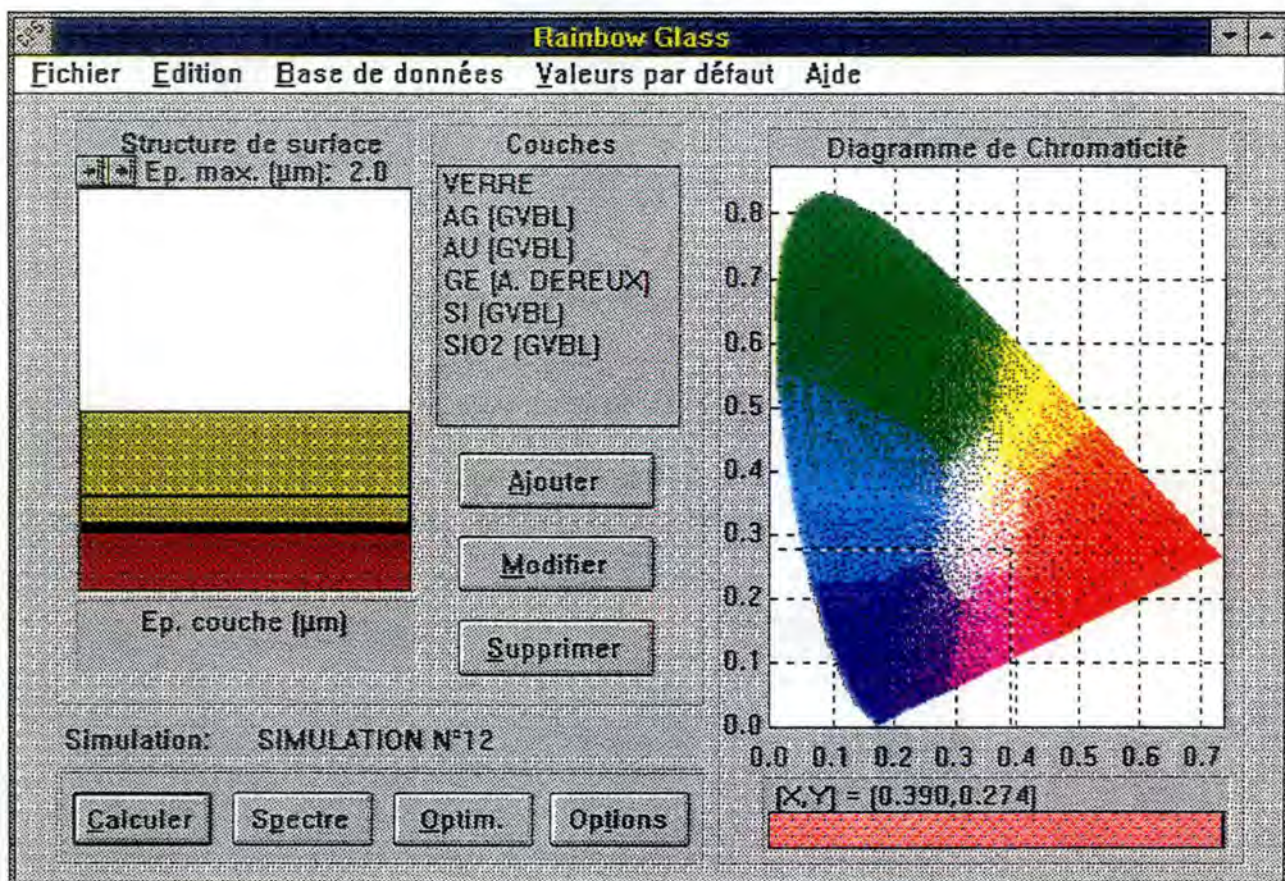 Rainbow Glass
Fichier Edition Base de données Valeurs par défaut Ajde
Structure de surface
Ep. max. (µm): 2.0
Ep. couche (µm)
Couches
VERRE
AG (GVBL)
AU (GVBL)
GE (A. DEREUX)
SI (GVBL)
SIO2 (GVBL)
Ajouter
Modifier
Supprimer
Simulation: SIMULATION N°12
Calculer Spectre Optim. Options
Diagramme de Chromaticité
0.8
0.7
0.6
0.5
0.4
0.3
0.2
0.1
0.0
0.0 0.1 0.2 0.3 0.4 0.5 0.6 0.7
[X,Y] = [0.390,0.274]